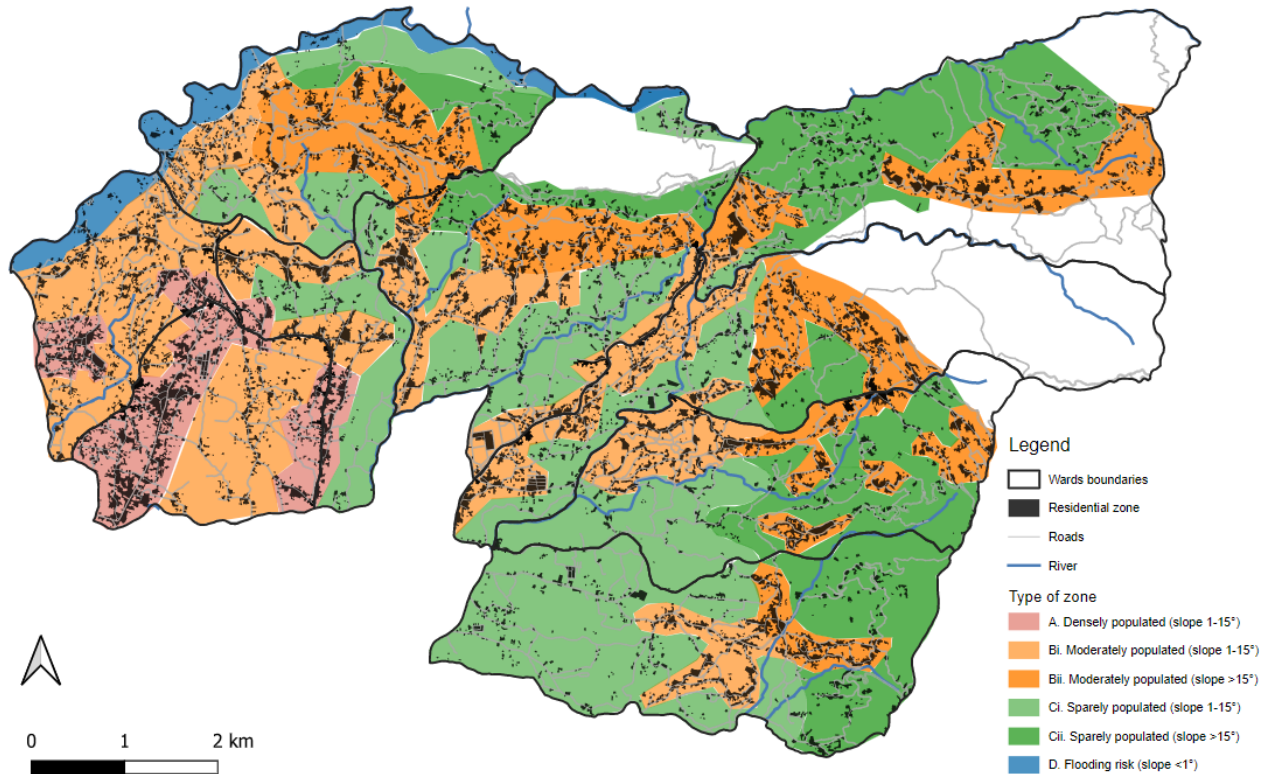 Legend
Wards boundaries
Residential zone
Roads
River
Type of zone
A. Densely populated (slope 1-15°)
Bi. Moderately populated (slope 1-15°)
Bii. Moderately populated (slope >15°)
Ci. Sparely populated (slope 1-15°)
Cii. Sparely populated (slope >15°)
D. Flooding risk (slope <1°)
0 1 2 km